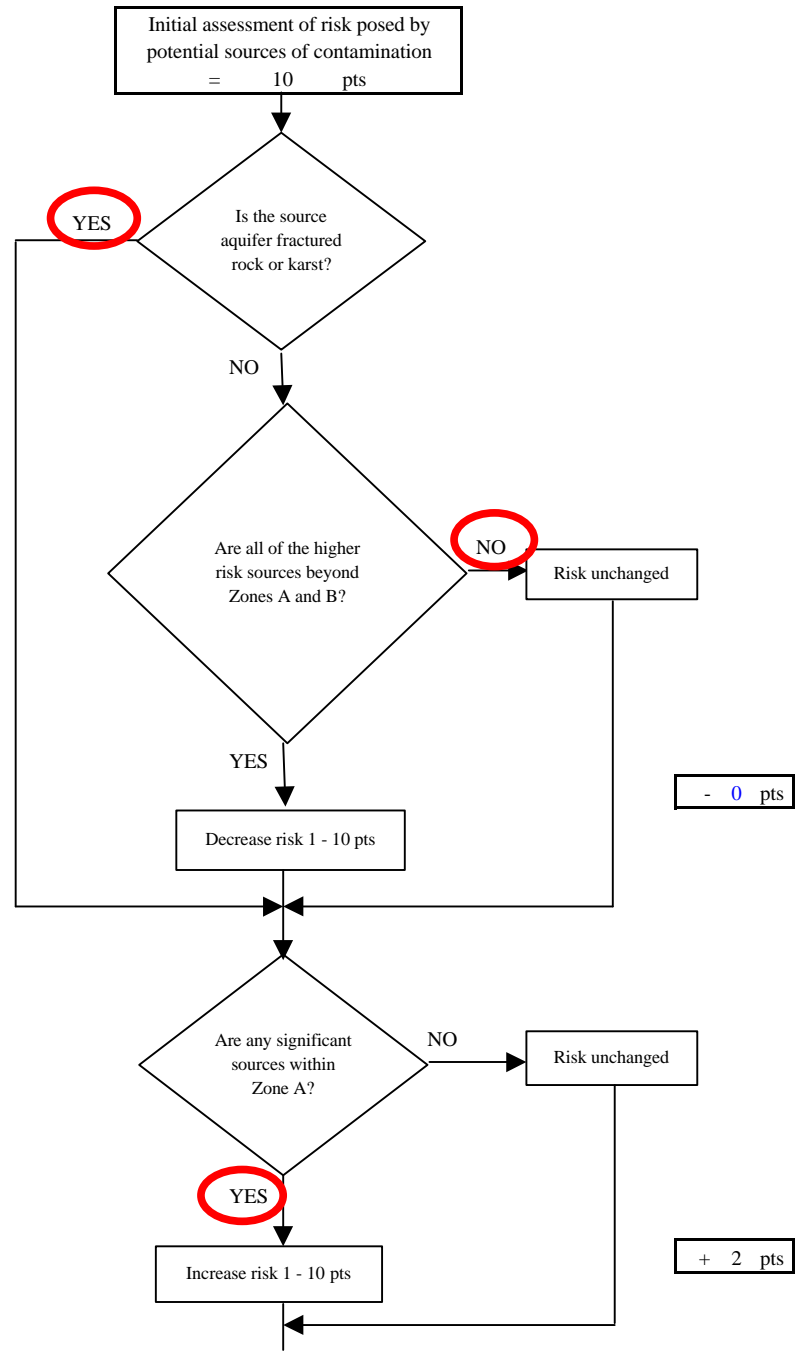 Initial assessment of risk posed by
potential sources of contamination
= 10 pts
YES
Is the source
aquifer fractured
rock or karst?
NO
Are all of the higher
risk sources beyond
Zones A and B?
NO
Risk unchanged
YES
- 0 pts
Decrease risk 1 - 10 pts
Are any significant
sources within
Zone A?
NO
Risk unchanged
YES
+ 2 pts
Increase risk 1 - 10 pts